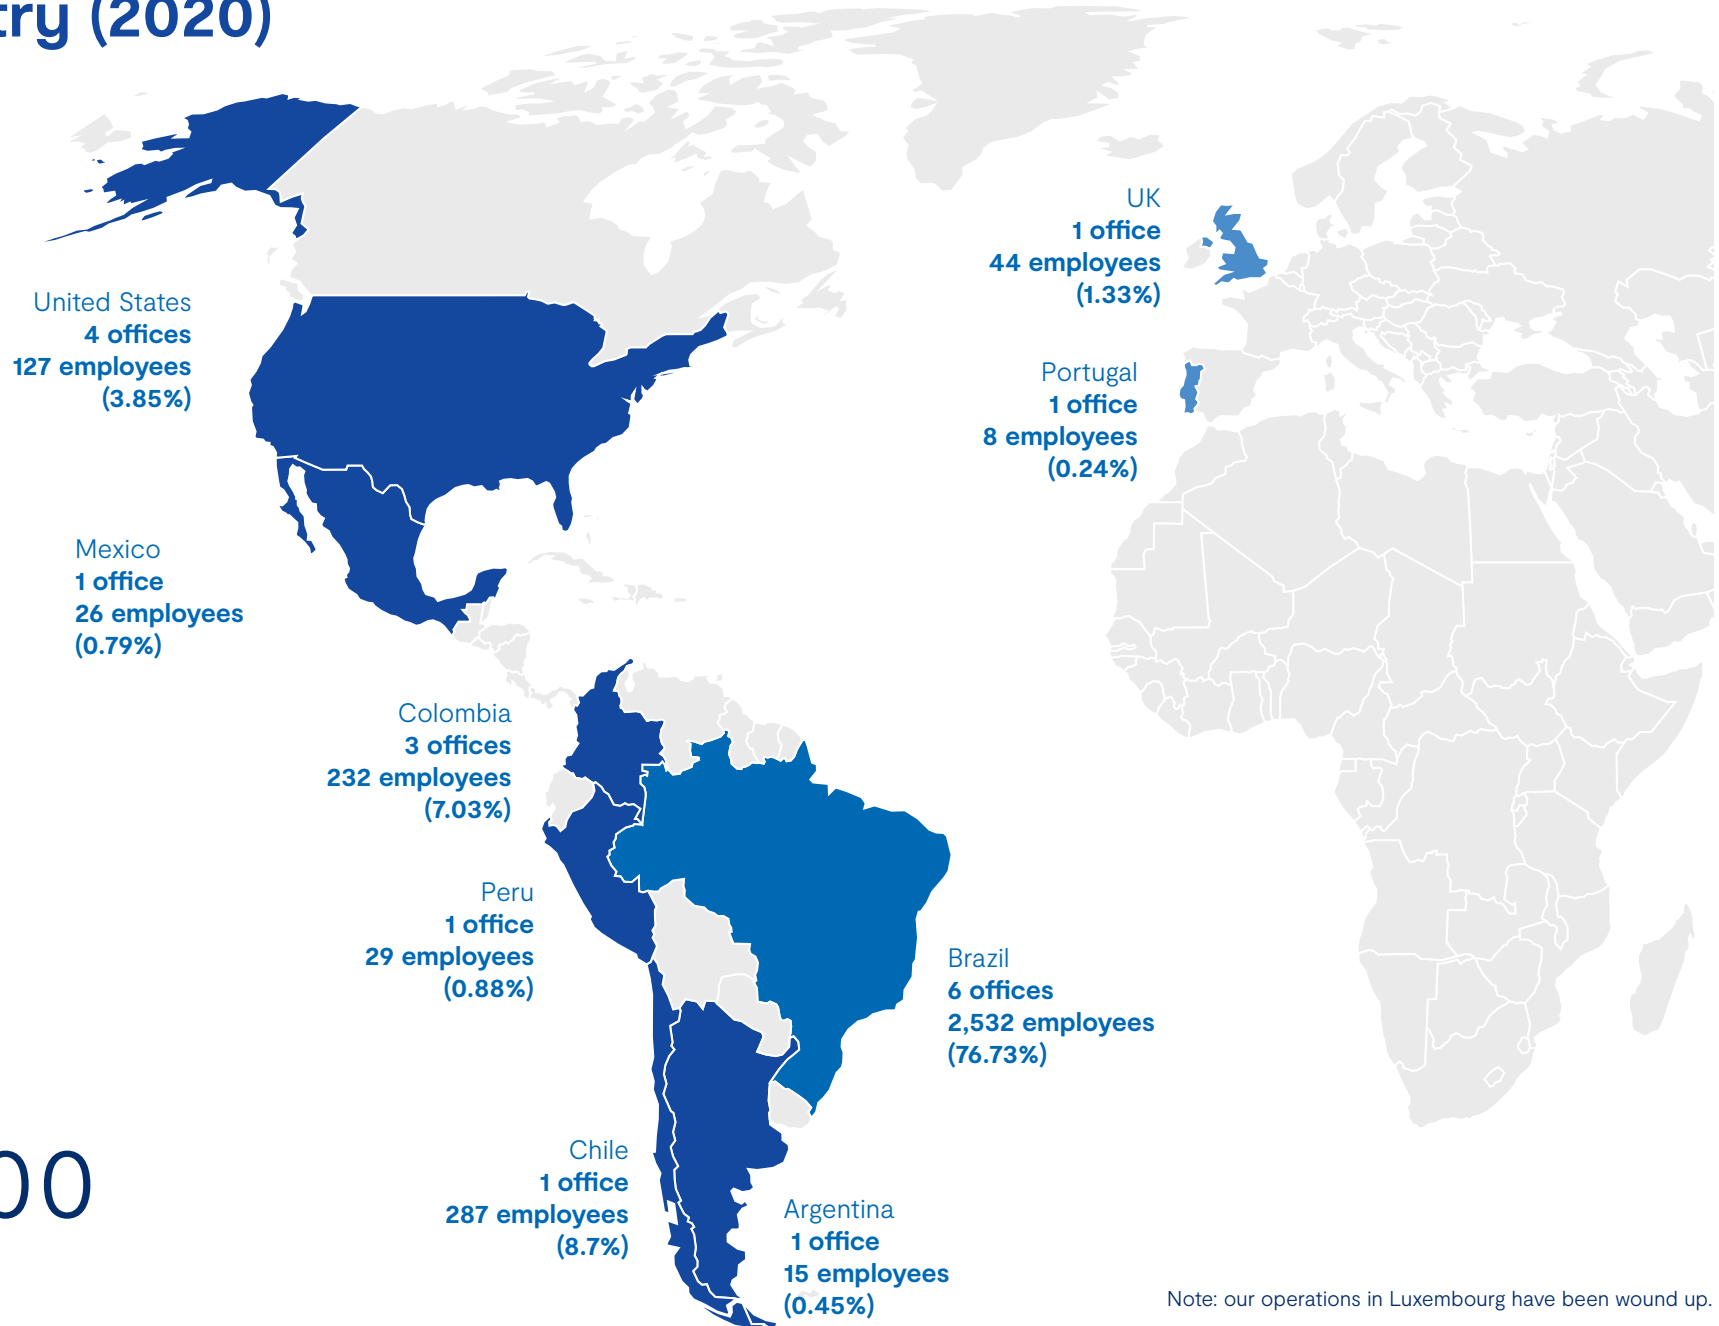 try (2020)
UK
1 office
44 employees
(1.33%)
United States
4 offices
127 employees
(3.85%)
Portugal
1 office
8 employees
(0.24%)
Mexico
1 office
26 employees
(0.79%)
Colombia
3 offices
232 employees
(7.03%)
Peru
1 office
29 employees
(0.88%)
Brazil
6 offices
2,532 employees
(76.73%)
Chile
1 office
287 employees
(8.7%)
00
Argentina
1 office
15 employees
(0.45%)
Note: our operations in Luxembourg have been wound up.